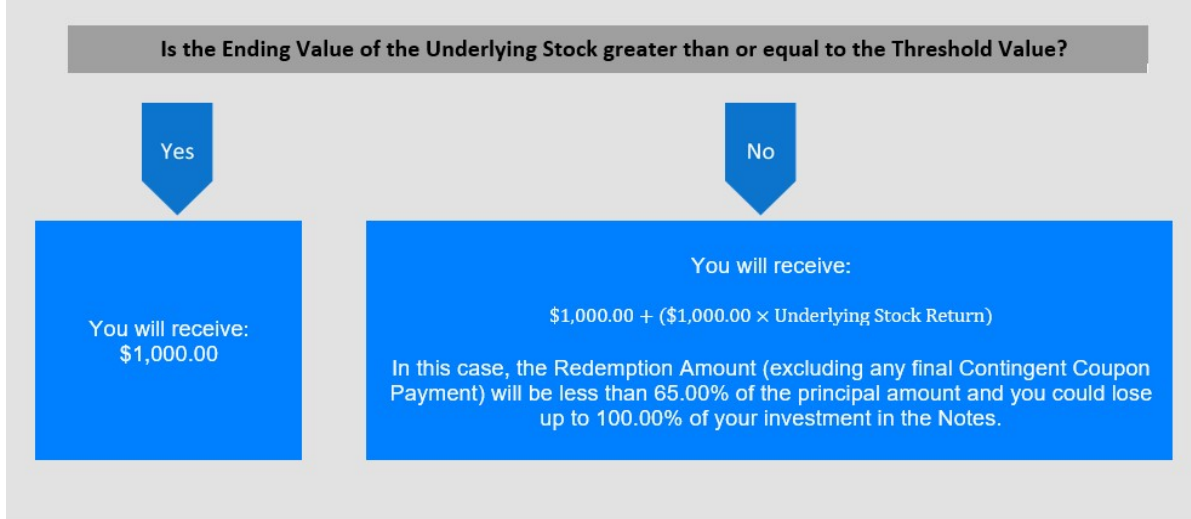 Is the Ending Value of the Underlying Stock greater than or equal to the Threshold Value?
Yes
No
You will receive:
$1,000.00
You will receive:
$1,000.00 + ($1,000.00 × Underlying Stock Return)
In this case, the Redemption Amount (excluding any final Contingent Coupon
Payment) will be less than 65.00% of the principal amount and you could lose
up to 100.00% of your investment in the Notes.